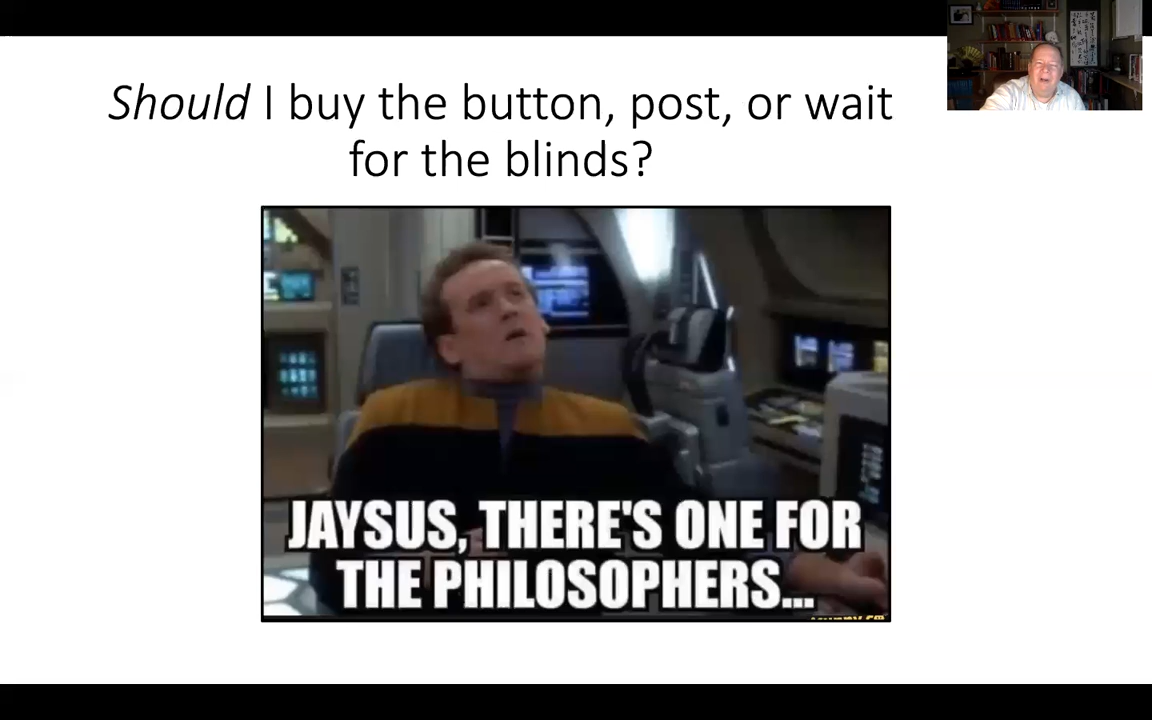 Should I buy the button, post, or wait
for the blinds?
JAYSUS, THERE'S ONE FOR
THE PHILOSOPHERS...